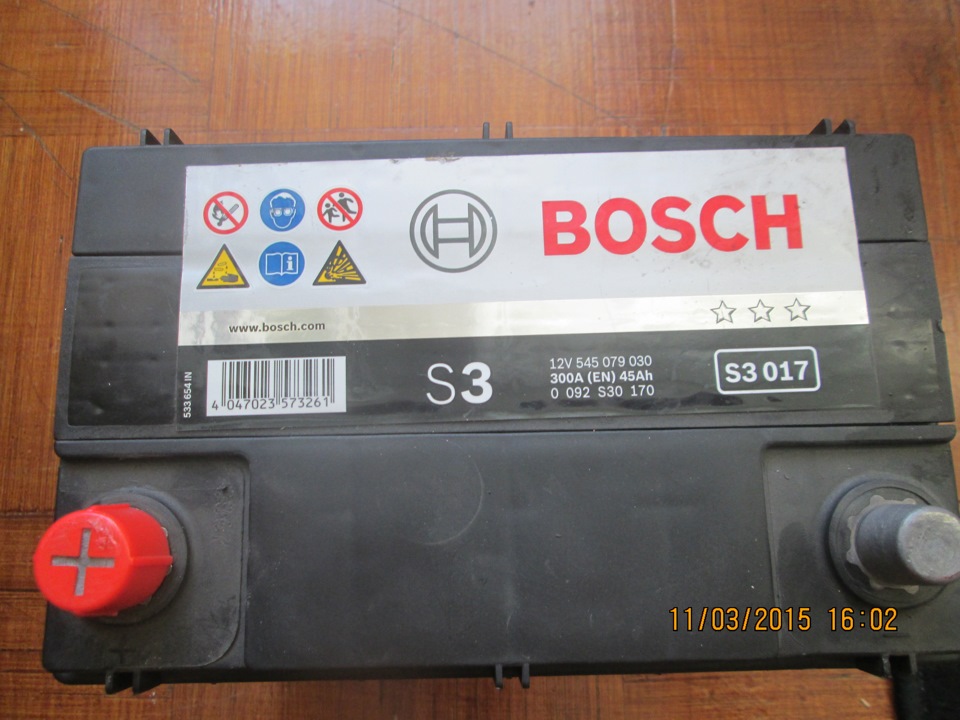 BOSCH
www.bosch.com
533 654 IN
4 047023 573261
S3
12V 545 079 030
300A (EN) 45Ah
0 092 S30 170
S3 017
+
11/03/2015 16:02